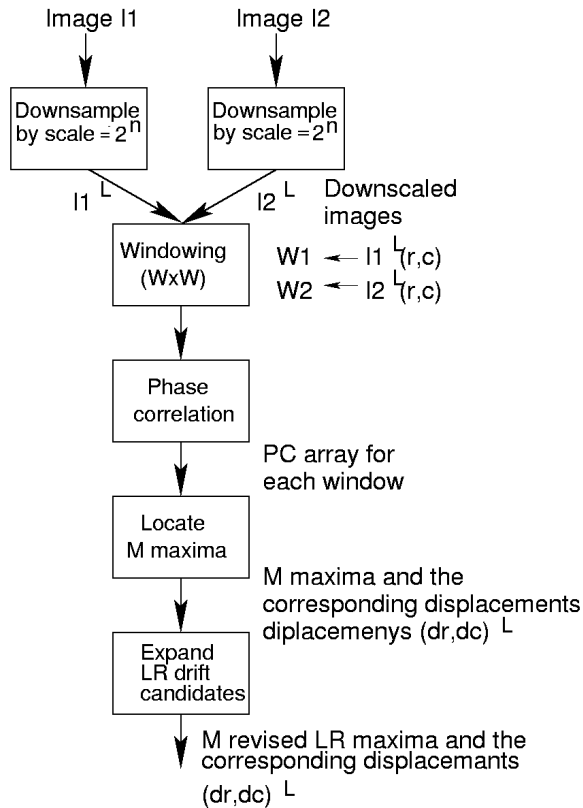 Image I1
Image I2
Downsample
by scale = 2^n
Downsample
by scale = 2^n
I1 L
I2 L
Downscaled
images
Windowing
(WxW)
W1 ← I1 L(r,c)
W2 ← I2 L(r,c)
Phase
correlation
PC array for
each window
Locate
M maxima
M maxima and the
corresponding displacements
diplacemenys (dr,dc) L
Expand
LR drift
candidates
M revised LR maxima and the
corresponding displacemants
(dr,dc) L